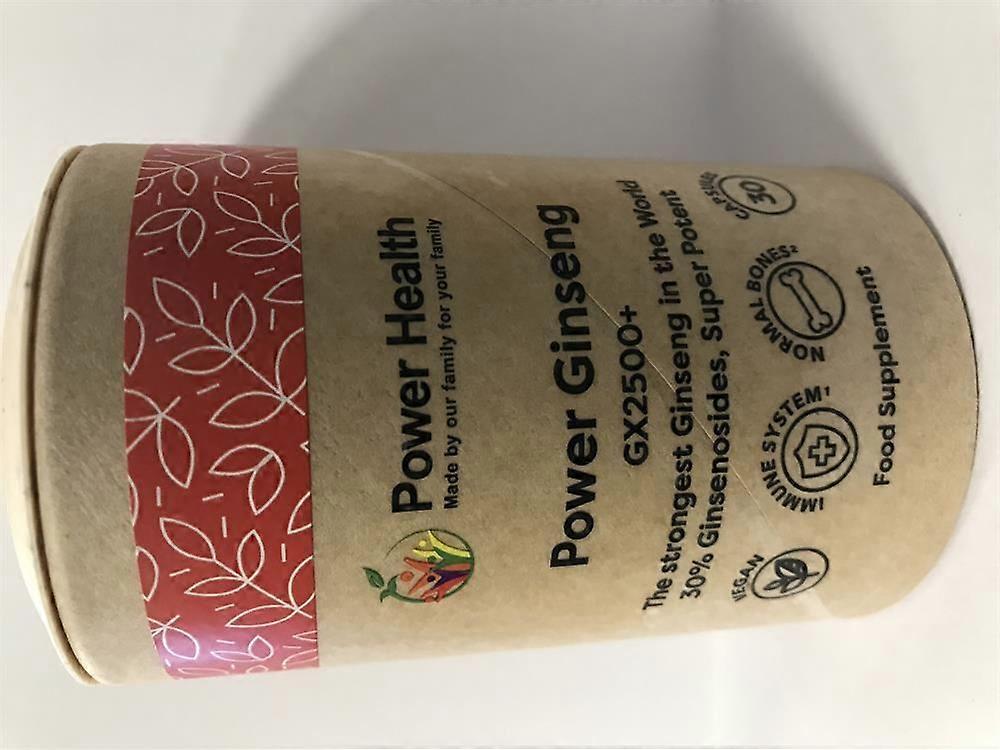 Power Health
Made by our family for your family
Power Ginseng
GX2500+
The strongest Ginseng in the World
30% Ginsenosides, Super Potent
VEGAN
IMMUNE SYSTEM¹
NORMAL BONES²
30
CAPSULES
Food Supplement